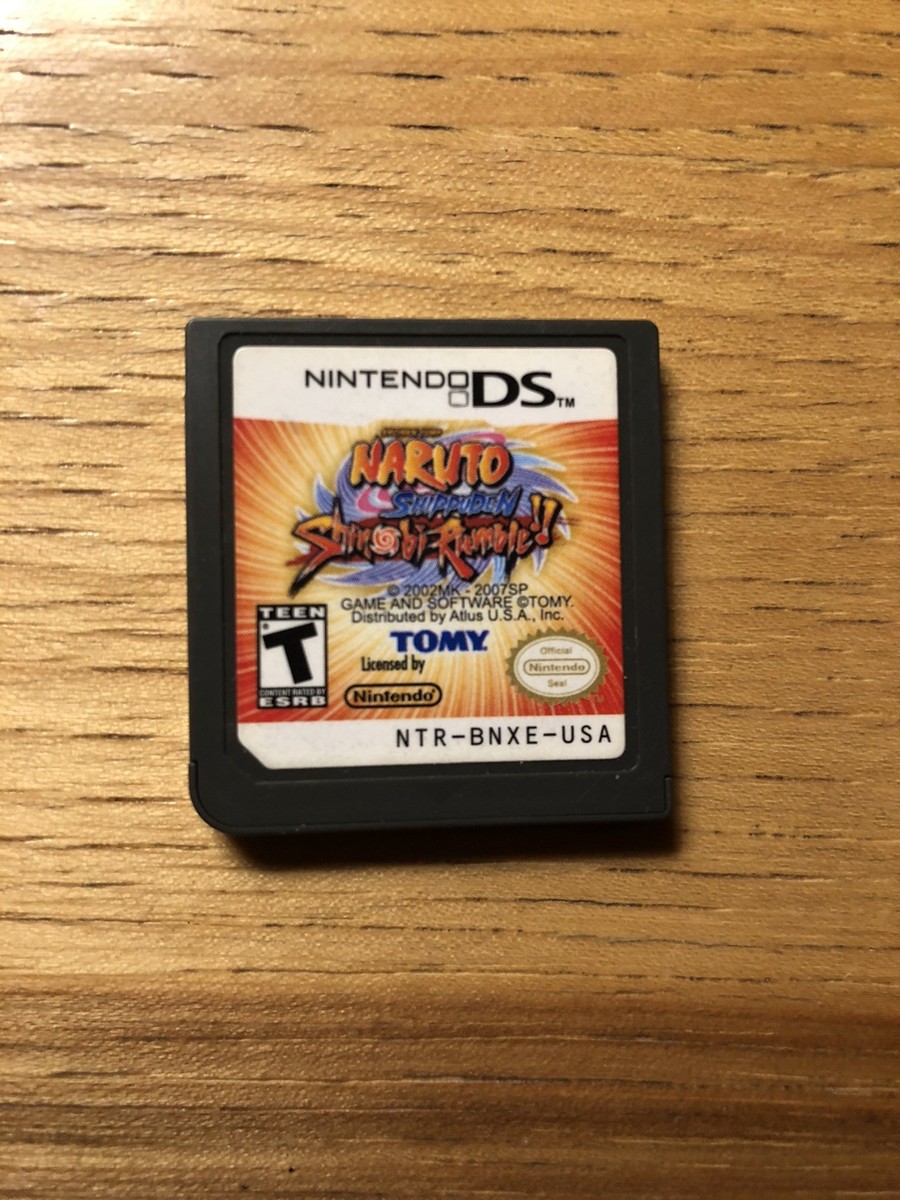 NINTENDO DS™
NARUTO
SHIPPUDEN
Shinobi Rumble!!
© 2002MK - 2007SP
GAME AND SOFTWARE ©TOMY.
Distributed by Atlus U.S.A., Inc.
TEEN
T
CONTENT RATED BY
ESRB
TOMY
Licensed by
Nintendo®
Official
Nintendo
Seal
NTR-BNXE-USA